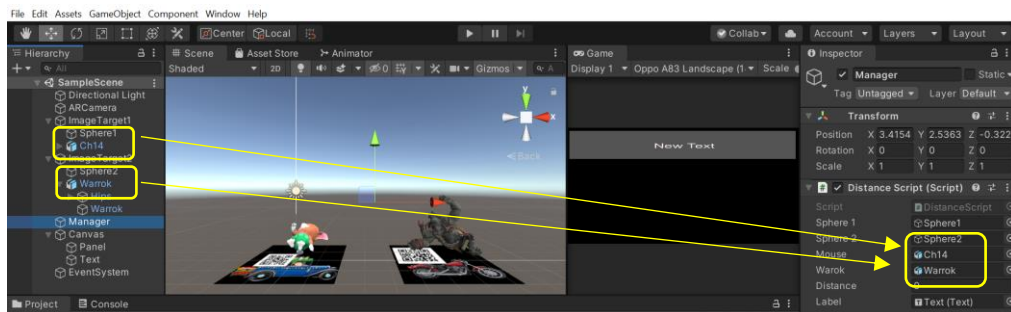 File Edit Assets GameObject Component Window Help
Center Local Collab Account Layers Layout
Hierarchy Scene Asset Store Animator Game Inspector
All Shaded 2D 0 Gizmos A Display 1 Oppo A83 Landscape (1 Scale Manager Static
SampleScene Tag Untagged Layer Default
Directional Light
ARCamera Transform
ImageTarget1 y x Position X 3.4154 Y 2.5363 Z -0.322
Sphere1 New Text Rotation X 0 Y 0 Z 0
Ch14 Back Scale X 1 Y 1 Z 1
ImageTarget2
Sphere2
Warrok Distance Script (Script)
Hips Script DistanceScript
Warrok Sphere 1 Sphere1
Manager Sphere 2 Sphere2
Canvas Mouse Ch14
Panel Warok Warrok
Text Distance 0
EventSystem
Project Console Label Text (Text)